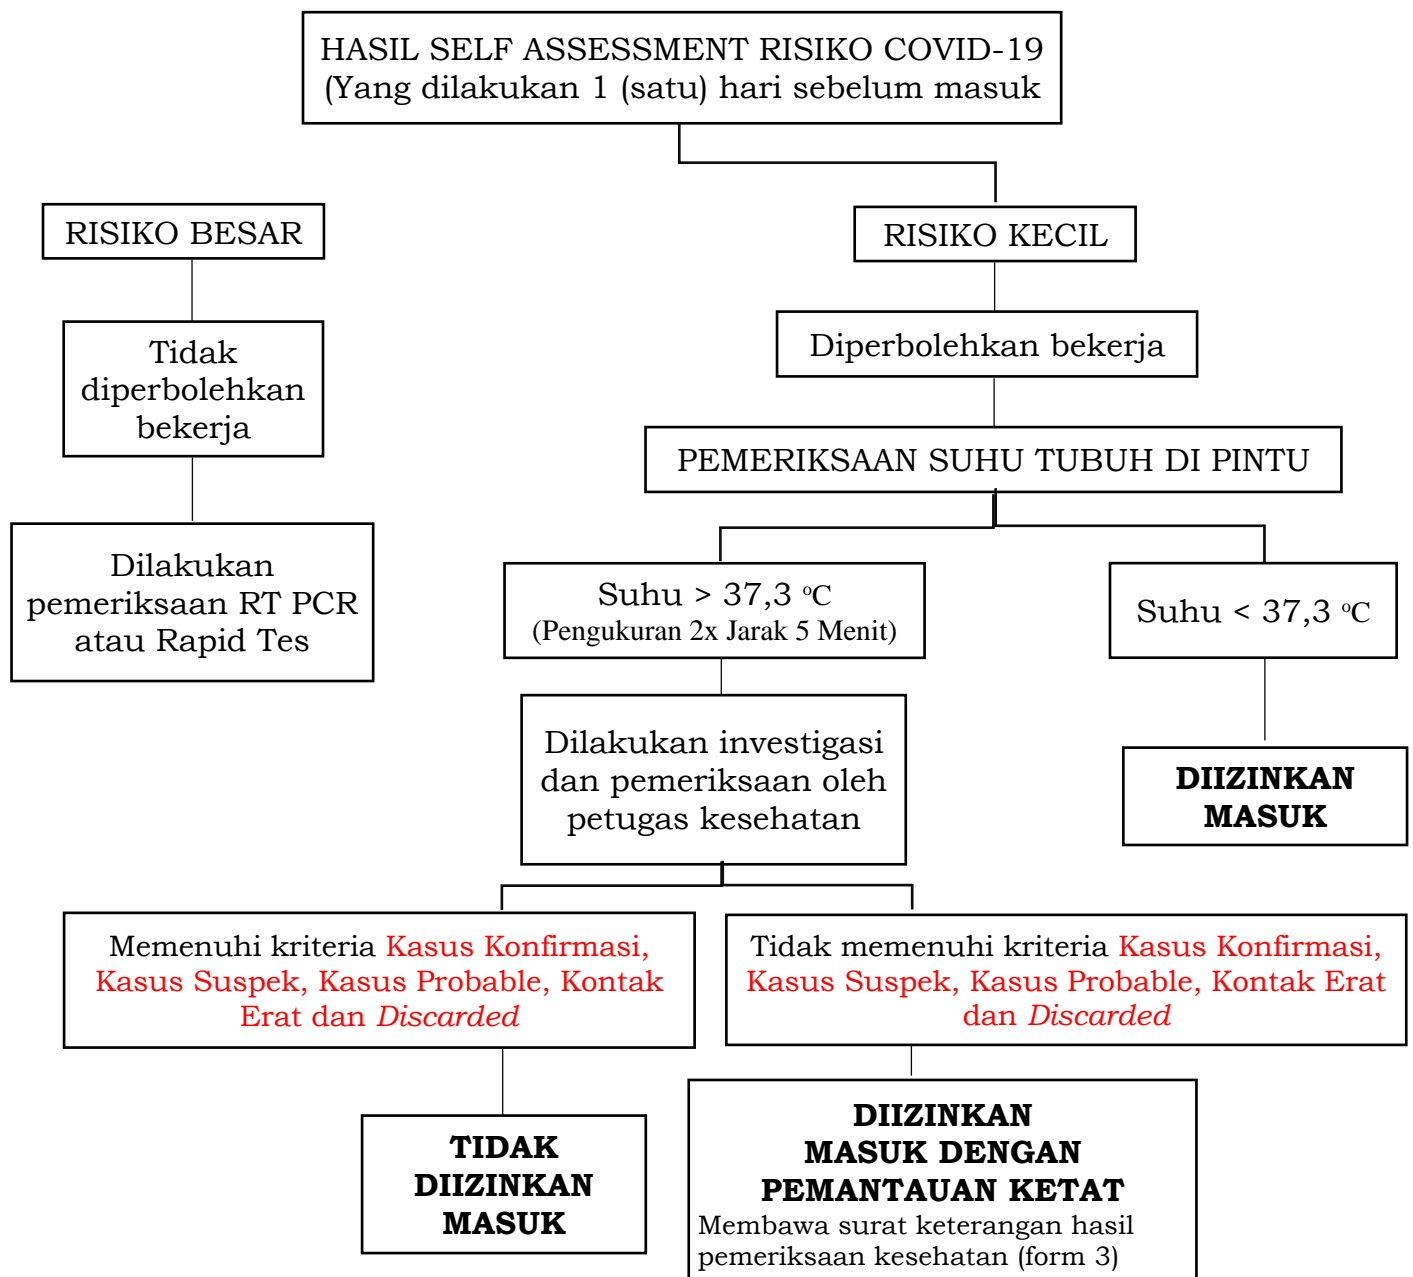 HASIL SELF ASSESSMENT RISIKO COVID-19
(Yang dilakukan 1 (satu) hari sebelum masuk
RISIKO BESAR
RISIKO KECIL
Tidak
diperbolehkan
bekerja
Diperbolehkan bekerja
PEMERIKSAAN SUHU TUBUH DI PINTU
Dilakukan
pemeriksaan RT PCR
atau Rapid Tes
Suhu > 37,3 °C
(Pengukuran 2x Jarak 5 Menit)
Suhu < 37,3 °C
Dilakukan investigasi
dan pemeriksaan oleh
petugas kesehatan
DIIZINKAN
MASUK
Memenuhi kriteria Kasus Konfirmasi,
Kasus Suspek, Kasus Probable, Kontak
Erat dan Discarded
Tidak memenuhi kriteria Kasus Konfirmasi,
Kasus Suspek, Kasus Probable, Kontak Erat
dan Discarded
TIDAK
DIIZINKAN
MASUK
DIIZINKAN
MASUK DENGAN
PEMANTAUAN KETAT
Membawa surat keterangan hasil
pemeriksaan kesehatan (form 3)